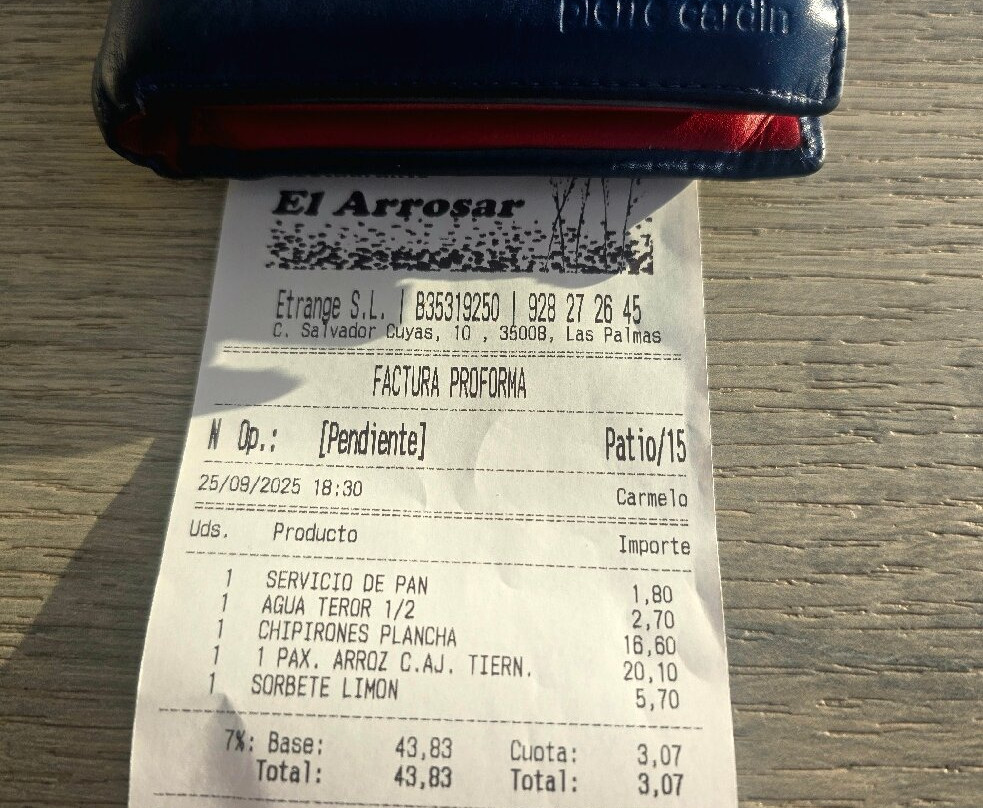 pierre cardin
El Arrosar
Etrange S.L. | B35319250 | 928 27 26 45
C. Salvador Cuyas, 10 , 35008, Las Palmas
FACTURA PROFORMA
N Op.: [Pendiente] Patio/15
25/09/2025 18:30 Carmelo
Uds. Producto Importe
1 SERVICIO DE PAN 1,80
1 AGUA TEROR 1/2 2,70
1 CHIPIRONES PLANCHA 16,60
1 1 PAX. ARROZ C.AJ. TIERN. 20,10
1 SORBETE LIMON 5,70
7%: Base: 43,83 Cuota: 3,07
Total: 43,83 Total: 3,07